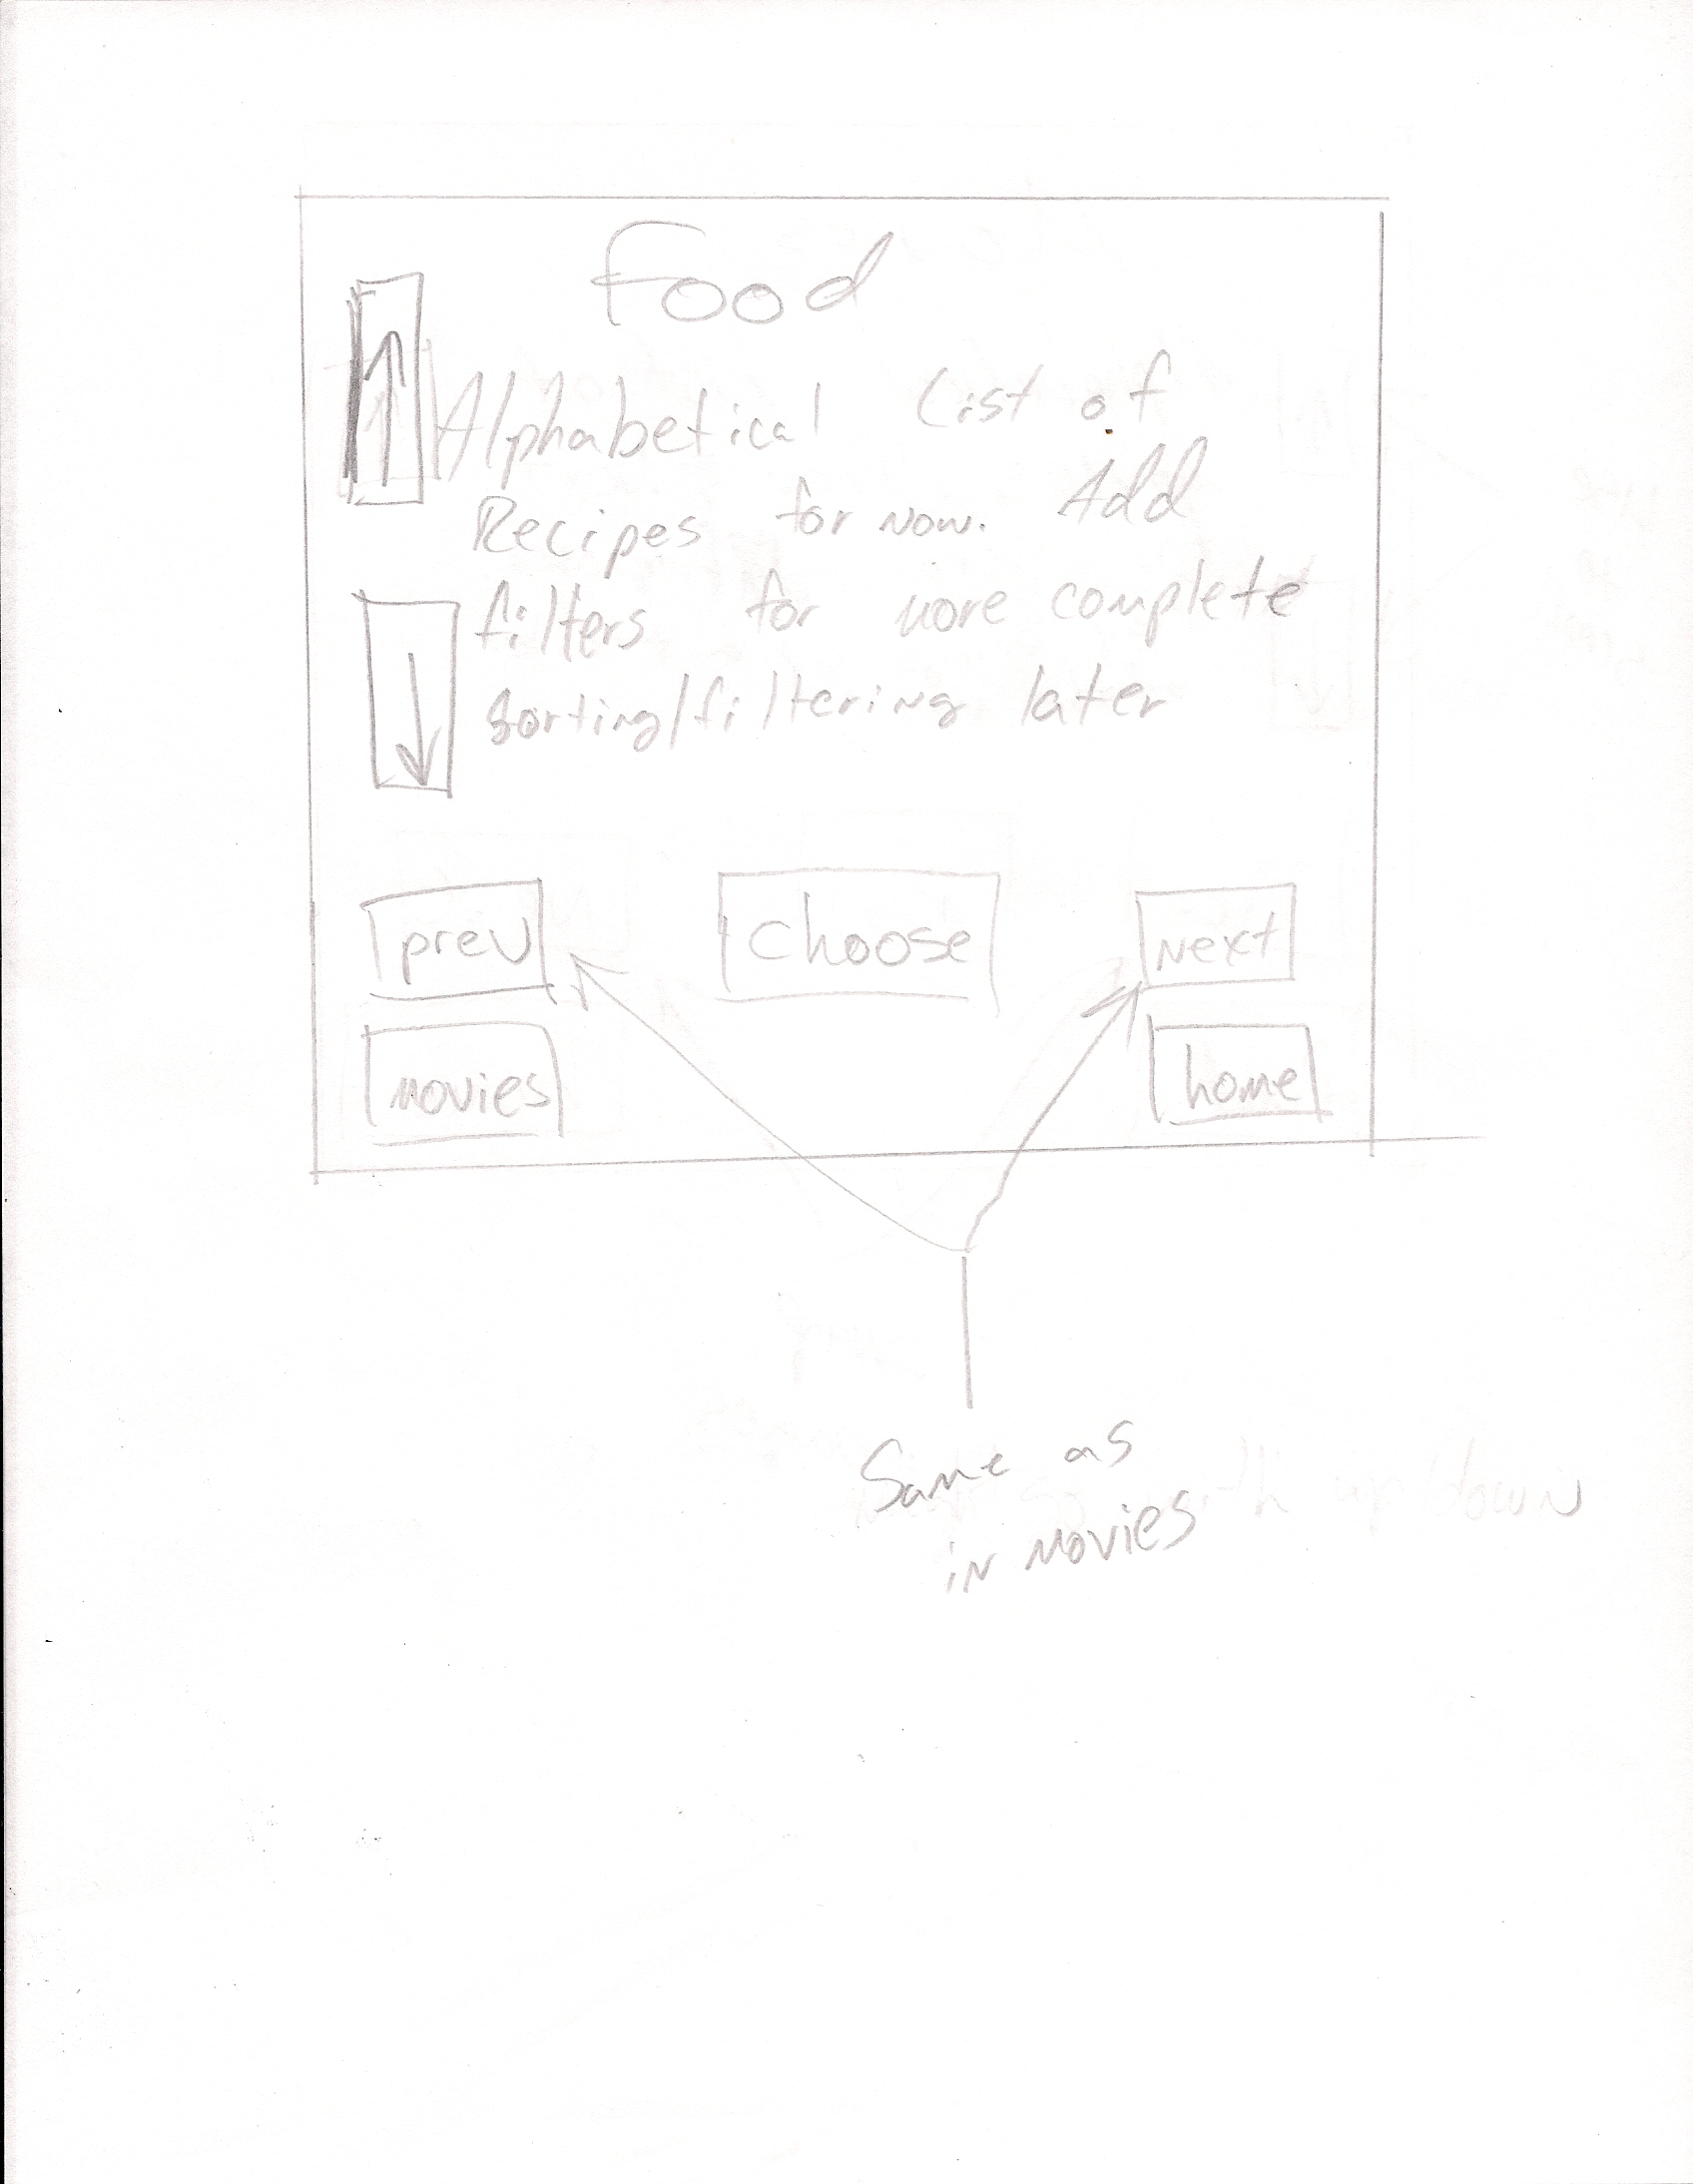 Food
Alphabetical List of
Recipes for now. Add
filters for more complete
Sorting/filtering later
prev
Choose
Next
Movies
home
Same as
in Movies